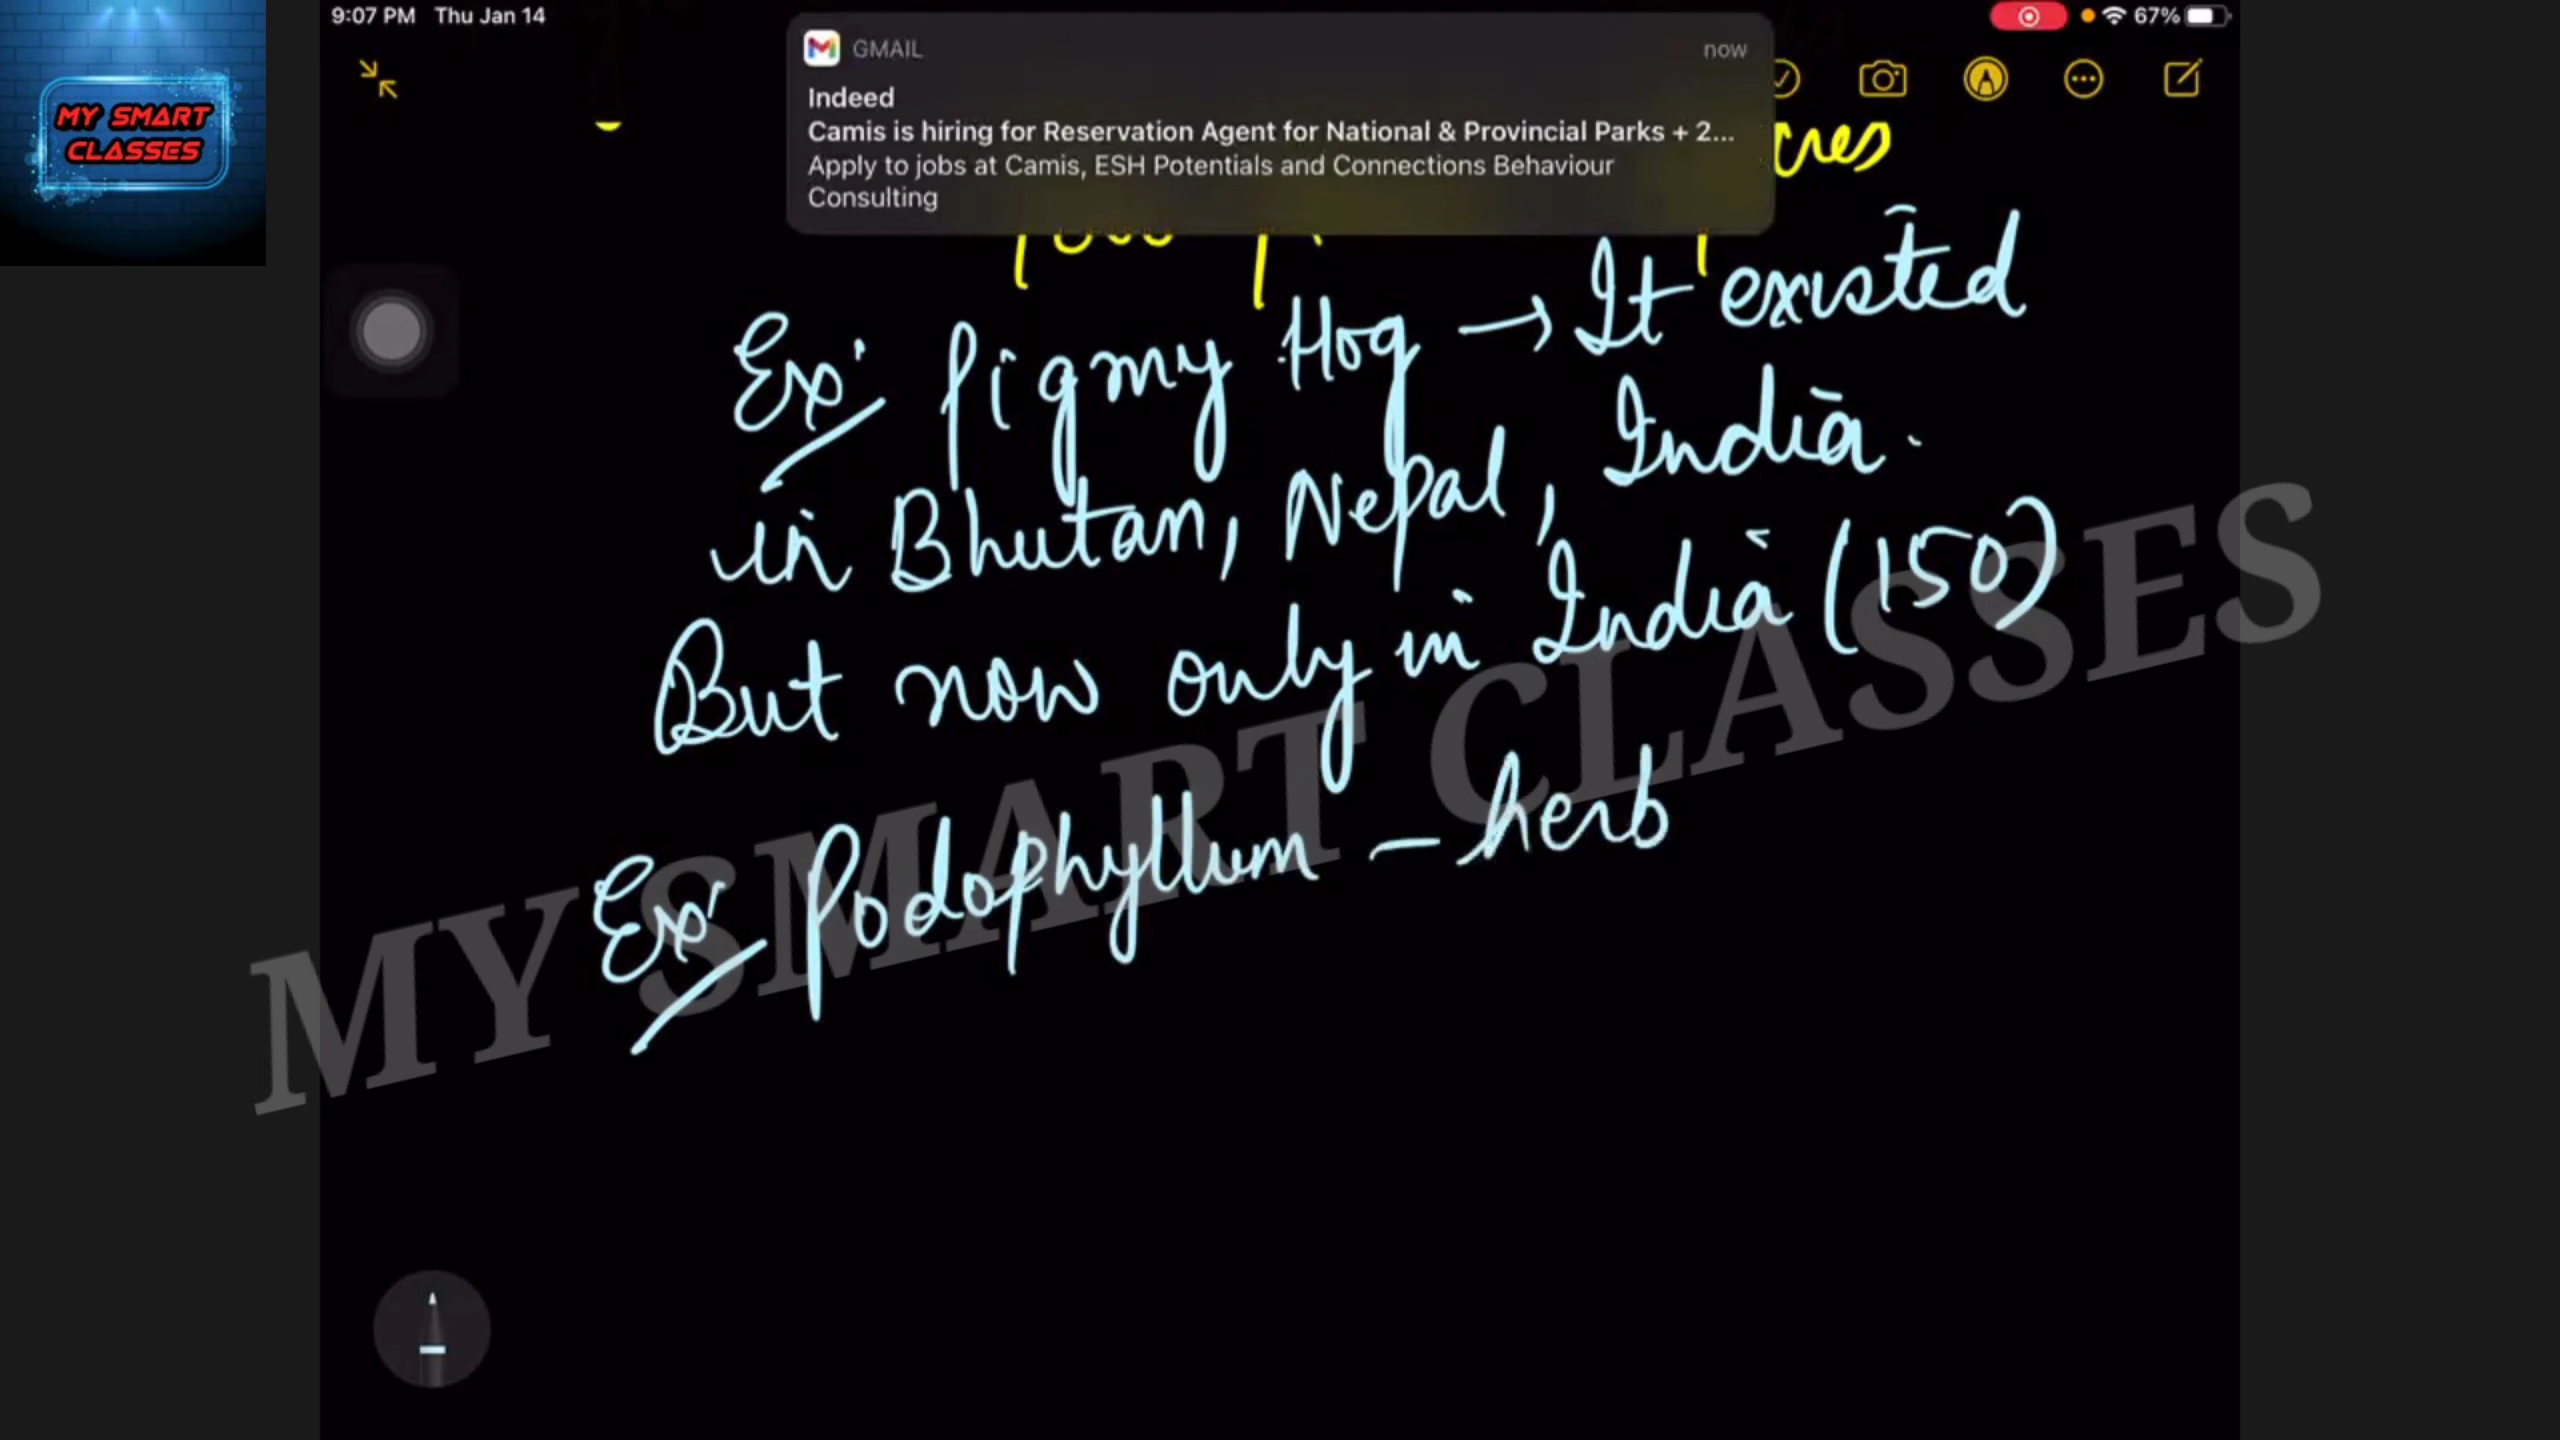 9:07 PM Thu Jan 14
67%
MY SMART
CLASSES
GMAIL
now
Indeed
Camis is hiring for Reservation Agent for National & Provincial Parks + 2...
Apply to jobs at Camis, ESH Potentials and Connections Behaviour
Consulting
Ex: Pigmy Hog → It existed
in Bhutan, Nepal, India.
But now only in India (150)
Ex: Podophyllum – herb
MY SMART CLASSES